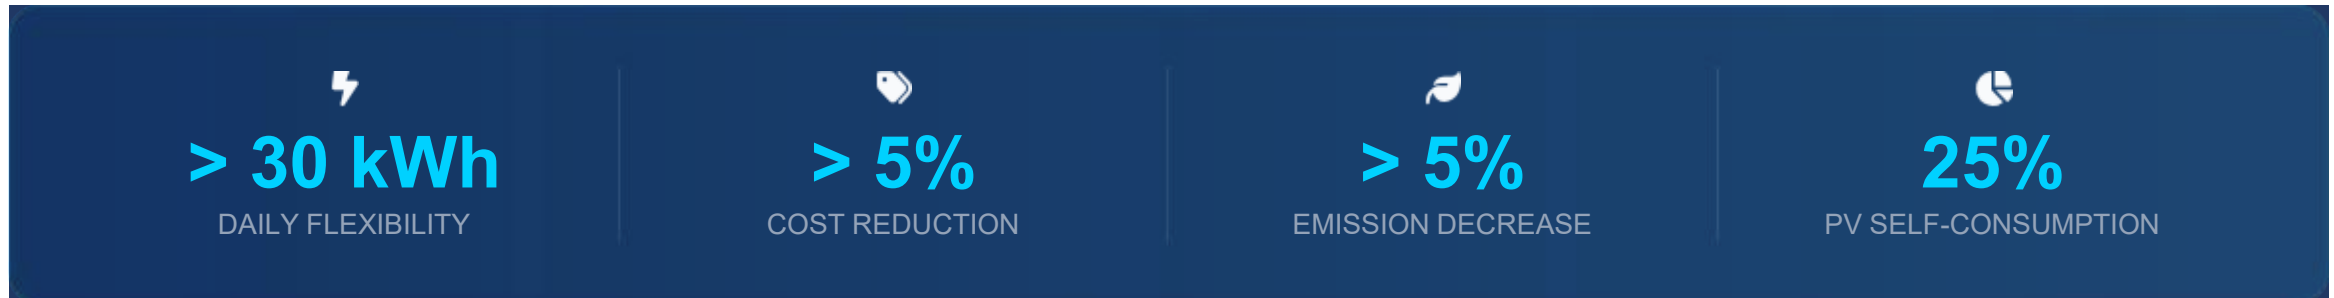 > 30 kWh
DAILY FLEXIBILITY
> 5%
COST REDUCTION
> 5%
EMISSION DECREASE
25%
PV SELF-CONSUMPTION